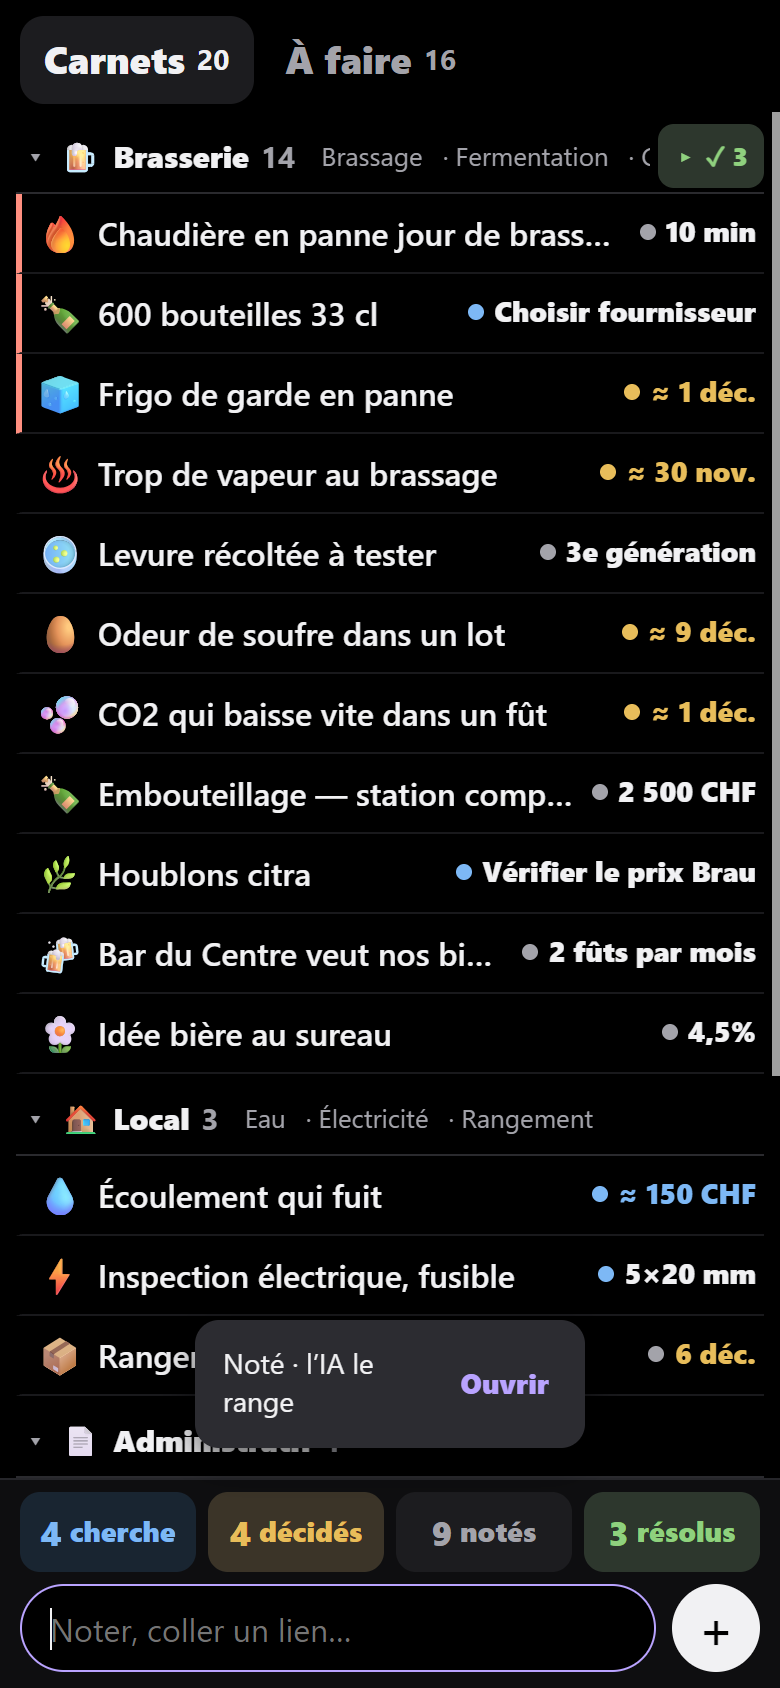 Carnets 20
À faire 16
Brasserie 14 Brassage · Fermentation ·
✓ 3
Chaudière en panne jour de brass... 10 min
600 bouteilles 33 cl Choisir fournisseur
Frigo de garde en panne ≈ 1 déc.
Trop de vapeur au brassage ≈ 30 nov.
Levure récoltée à tester 3e génération
Odeur de soufre dans un lot ≈ 9 déc.
CO2 qui baisse vite dans un fût ≈ 1 déc.
Embouteillage — station comp... 2 500 CHF
Houblons citra Vérifier le prix Brau
Bar du Centre veut nos bi... 2 fûts par mois
Idée bière au sureau 4,5%
Local 3 Eau · Électricité · Rangement
Écoulement qui fuit ≈ 150 CHF
Inspection électrique, fusible 5×20 mm
6 déc.
Noté · l’IA le
range
Ouvrir
4 cherche
4 décidés
9 notés
3 résolus
Noter, coller un lien...
+